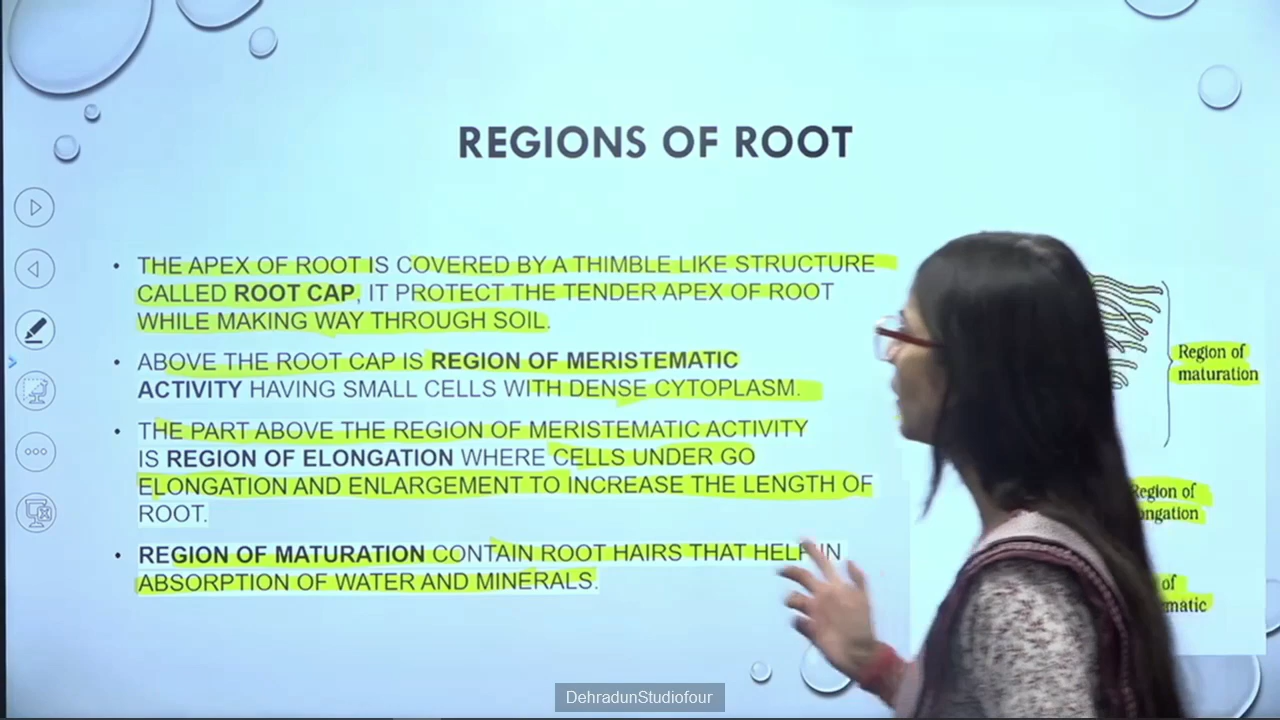 REGIONS OF ROOT
• THE APEX OF ROOT IS COVERED BY A THIMBLE LIKE STRUCTURE
CALLED ROOT CAP, IT PROTECT THE TENDER APEX OF ROOT
WHILE MAKING WAY THROUGH SOIL.
• ABOVE THE ROOT CAP IS REGION OF MERISTEMATIC
ACTIVITY HAVING SMALL CELLS WITH DENSE CYTOPLASM.
• THE PART ABOVE THE REGION OF MERISTEMATIC ACTIVITY
IS REGION OF ELONGATION WHERE CELLS UNDER GO
ELONGATION AND ENLARGEMENT TO INCREASE THE LENGTH OF
ROOT.
• REGION OF MATURATION CONTAIN ROOT HAIRS THAT HELP IN
ABSORPTION OF WATER AND MINERALS.
Region of
maturation
Region of
ongation
of
matic
DehradunStudiofour